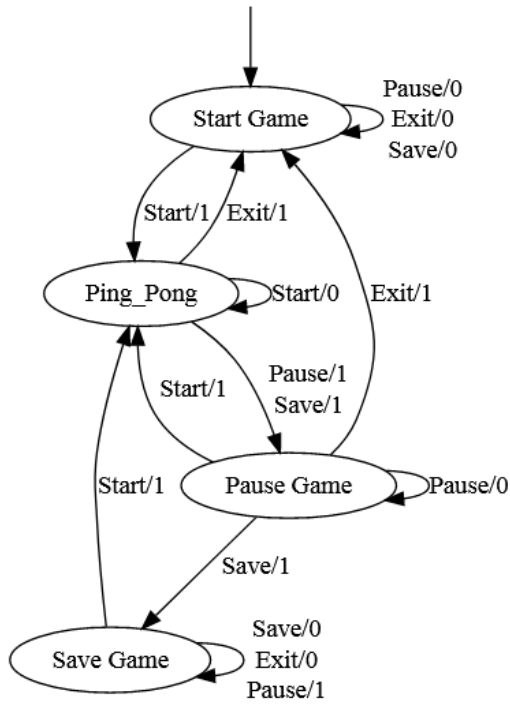 Pause/0
Exit/0
Save/0
Start Game
Start/1
Exit/1
Ping_Pong
Start/0
Exit/1
Start/1
Pause/1
Save/1
Pause Game
Pause/0
Start/1
Save/1
Save Game
Save/0
Exit/0
Pause/1